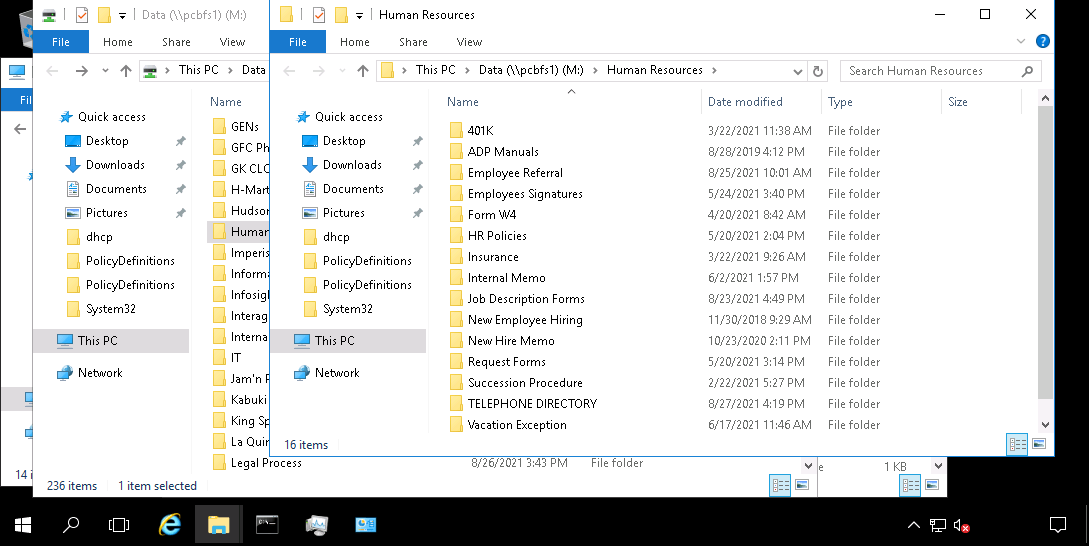 Data (\\pcbfs1) (M:)
File Home Share View
This PC Data
Quick access
Desktop
Downloads
Documents
Pictures
dhcp
PolicyDefinitions
PolicyDefinitions
System32
This PC
Network
Name
GENs
GFC Ph
GK CLC
H-Mart
Hudson
Human
Imperis
Informa
Infosigh
Interag
Interna
IT
Jam'n P
Kabuki
King Sp
La Quin
Legal Process 8/26/2021 3:43 PM File folder
236 items 1 item selected
Human Resources
File Home Share View
This PC Data (\\pcbfs1) (M:) Human Resources
Search Human Resources
Quick access
Desktop
Downloads
Documents
Pictures
dhcp
PolicyDefinitions
PolicyDefinitions
System32
This PC
Network
Name Date modified Type Size
401K 3/22/2021 11:38 AM File folder
ADP Manuals 8/28/2019 4:12 PM File folder
Employee Referral 8/25/2021 10:01 AM File folder
Employees Signatures 5/24/2021 3:40 PM File folder
Form W4 4/20/2021 8:42 AM File folder
HR Policies 5/20/2021 2:04 PM File folder
Insurance 3/22/2021 9:26 AM File folder
Internal Memo 6/2/2021 1:57 PM File folder
Job Description Forms 8/23/2021 4:49 PM File folder
New Employee Hiring 11/30/2018 9:29 AM File folder
New Hire Memo 10/23/2020 2:11 PM File folder
Request Forms 5/20/2021 3:14 PM File folder
Succession Procedure 2/22/2021 5:27 PM File folder
TELEPHONE DIRECTORY 8/27/2021 4:19 PM File folder
Vacation Exception 6/17/2021 11:46 AM File folder
16 items
Fil
14 i
e 1 KB